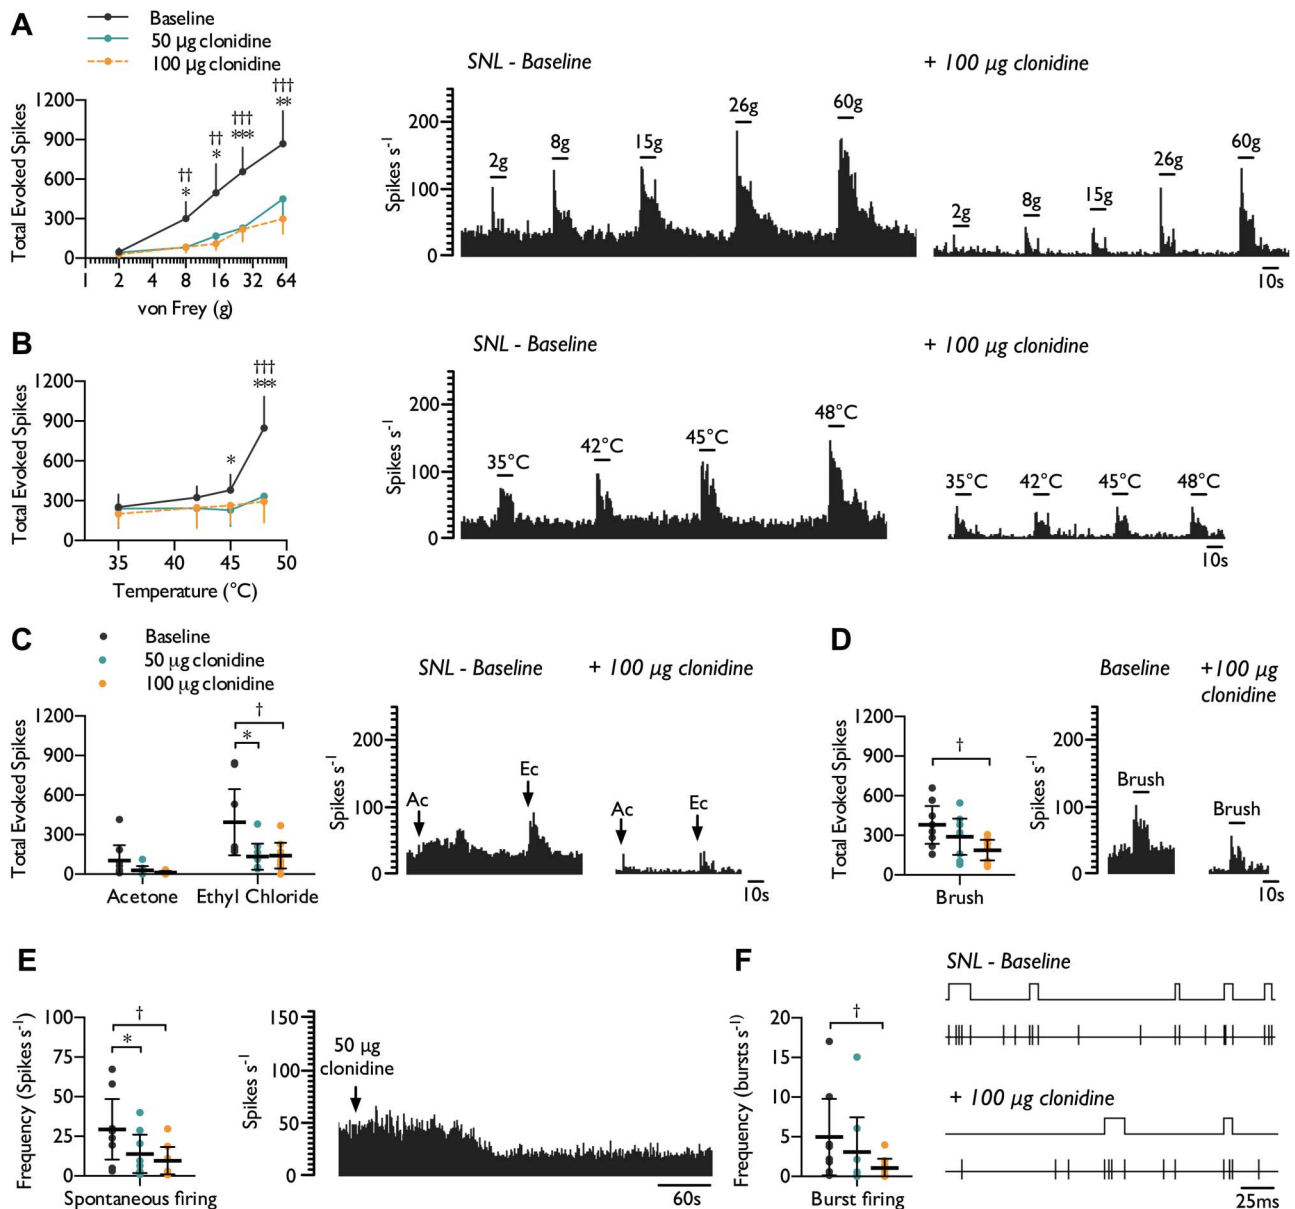 A
Baseline
50 µg clonidine
100 µg clonidine
Total Evoked Spikes
1200
900
600
300
0
††
*
††
*
†††
***
†††
**
1 2 4 8 16 32 64
von Frey (g)
SNL - Baseline
+ 100 µg clonidine
Spikes s⁻¹
200
100
0
2g
8g
15g
26g
60g
2g
8g
15g
26g
60g
10s
B
Total Evoked Spikes
1200
900
600
300
0
*
†††
***
35 40 45 50
Temperature (°C)
SNL - Baseline
+ 100 µg clonidine
Spikes s⁻¹
200
100
0
35°C
42°C
45°C
48°C
35°C 42°C 45°C 48°C
10s
C
Baseline
50 µg clonidine
100 µg clonidine
Total Evoked Spikes
1200
900
600
300
0
†
*
Acetone Ethyl Chloride
SNL - Baseline
+ 100 µg clonidine
Spikes s⁻¹
200
100
0
Ac
Ec
Ac
Ec
10s
D
Total Evoked Spikes
1200
900
600
300
0
†
Brush
Baseline
+100 µg
clonidine
Spikes s⁻¹
200
100
0
Brush
Brush
10s
E
Frequency (Spikes s⁻¹)
100
75
50
25
0
†
*
Spontaneous firing
Spikes s⁻¹
150
100
50
0
50 µg
clonidine
60s
F
Frequency (bursts s⁻¹)
20
15
10
5
0
†
Burst firing
SNL - Baseline
+ 100 µg clonidine
25ms